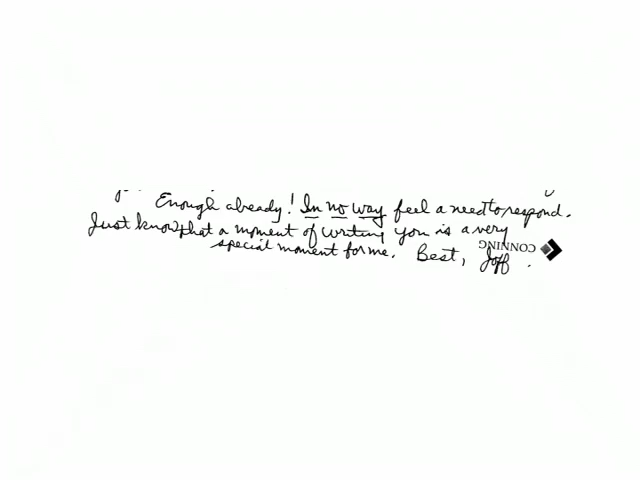 Enough already! In no way feel a need to respond.
Just know that a moment of writing you is a very
special moment for me. Best, Joff
CONNING